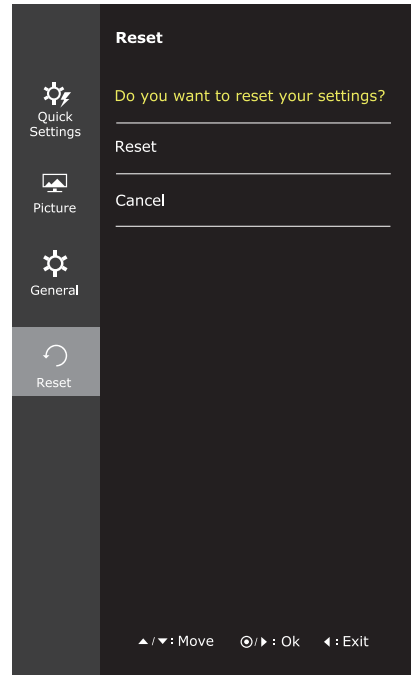 Reset
Do you want to reset your settings?
Reset
Cancel
Quick
Settings
Picture
General
Reset
▲/▼: Move ◉/▶: Ok ◀: Exit